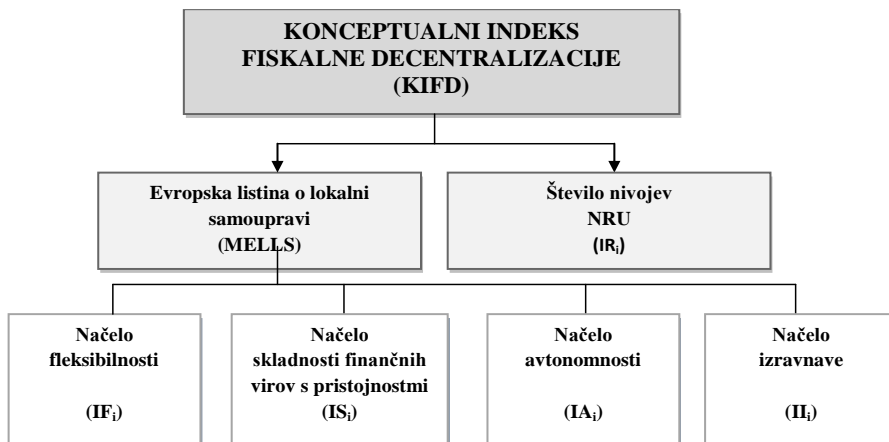 KONCEPTUALNI INDEKS
FISKALNE DECENTRALIZACIJE
(KIFD)
Evropska listina o lokalni
samoupravi
(MELLS)
Število nivojev
NRU
(IRi)
Načelo
fleksibilnosti
(IFi)
Načelo
skladnosti finančnih
virov s pristojnostmi
(ISi)
Načelo
avtonomnosti
(IAi)
Načelo
izravnave
(IIi)